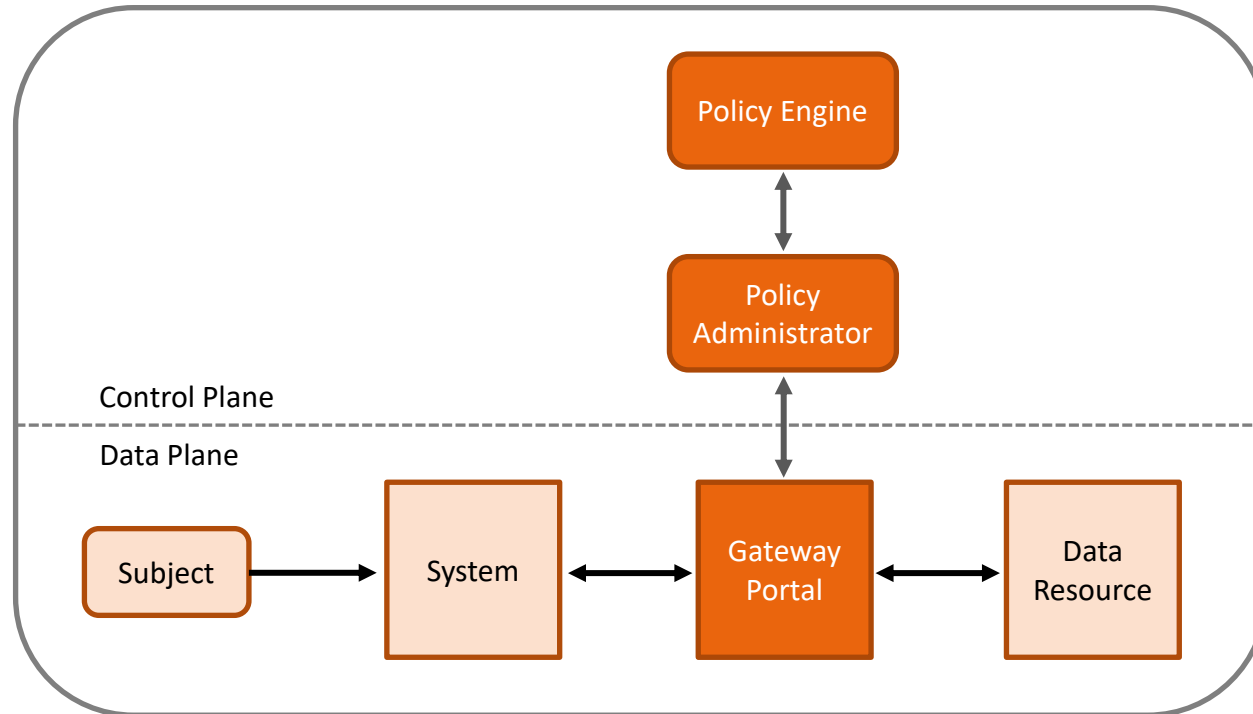 Policy Engine
Policy
Administrator
Control Plane
Data Plane
Subject
System
Gateway
Portal
Data
Resource